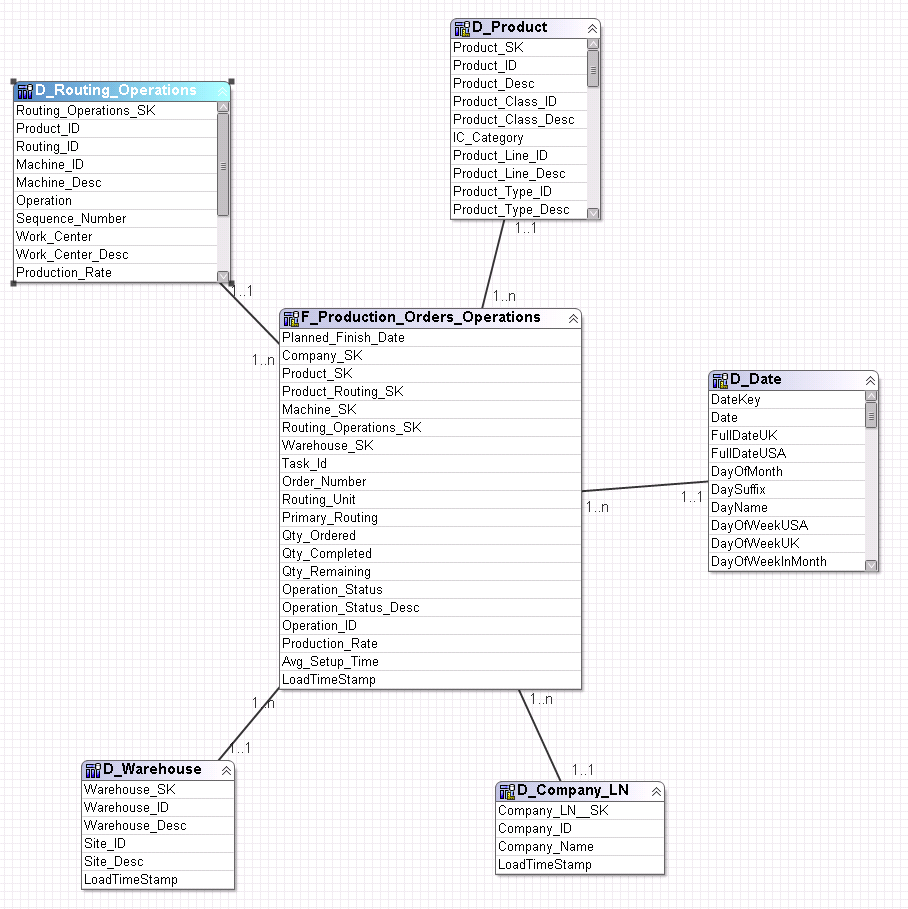 D_Product
Product_SK
Product_ID
Product_Desc
Product_Class_ID
Product_Class_Desc
IC_Category
Product_Line_ID
Product_Line_Desc
Product_Type_ID
Product_Type_Desc
1..1
1..n
D_Routing_Operations
Routing_Operations_SK
Product_ID
Routing_ID
Machine_ID
Machine_Desc
Operation
Sequence_Number
Work_Center
Work_Center_Desc
Production_Rate
1..1
1..n
F_Production_Orders_Operations
Planned_Finish_Date
Company_SK
Product_SK
Product_Routing_SK
Machine_SK
Routing_Operations_SK
Warehouse_SK
Task_Id
Order_Number
Routing_Unit
Primary_Routing
Qty_Ordered
Qty_Completed
Qty_Remaining
Operation_Status
Operation_Status_Desc
Operation_ID
Production_Rate
Avg_Setup_Time
LoadTimeStamp
D_Date
DateKey
Date
FullDateUK
FullDateUSA
DayOfMonth
DaySuffix
DayName
DayOfWeekUSA
DayOfWeekUK
DayOfWeekInMonth
1..1
1..n
1..n
1..1
D_Warehouse
Warehouse_SK
Warehouse_ID
Warehouse_Desc
Site_ID
Site_Desc
LoadTimeStamp
1..n
1..1
D_Company_LN
Company_LN__SK
Company_ID
Company_Name
LoadTimeStamp